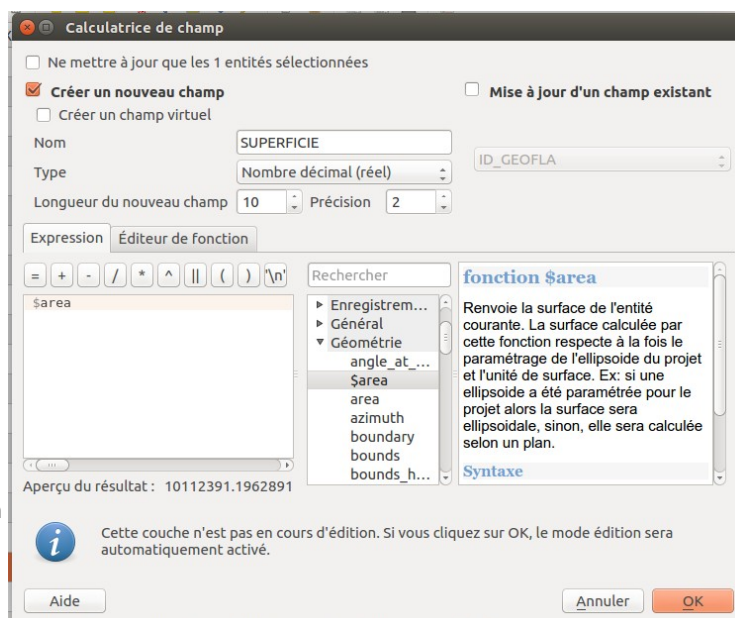 Calculatrice de champ
Ne mettre à jour que les 1 entités sélectionnées
Créer un nouveau champ
Mise à jour d'un champ existant
Créer un champ virtuel
Nom SUPERFICIE
ID_GEOFLA
Type Nombre décimal (réel)
Longueur du nouveau champ 10 Précision 2
Expression Éditeur de fonction
= + - / * ^ || ( ) '\n'
Rechercher
$area
Enregistrem...
Général
Géométrie
angle_at_...
$area
area
azimuth
boundary
bounds
bounds_h...
fonction $area
Renvoie la surface de l'entité
courante. La surface calculée par
cette fonction respecte à la fois le
paramétrage de l'ellipsoide du projet
et l'unité de surface. Ex: si une
ellipsoide a été paramétrée pour le
projet alors la surface sera
ellipsoidale, sinon, elle sera calculée
selon un plan.
Syntaxe
Aperçu du résultat : 10112391.1962891
Cette couche n'est pas en cours d'édition. Si vous cliquez sur OK, le mode édition sera
automatiquement activé.
Aide
Annuler
OK